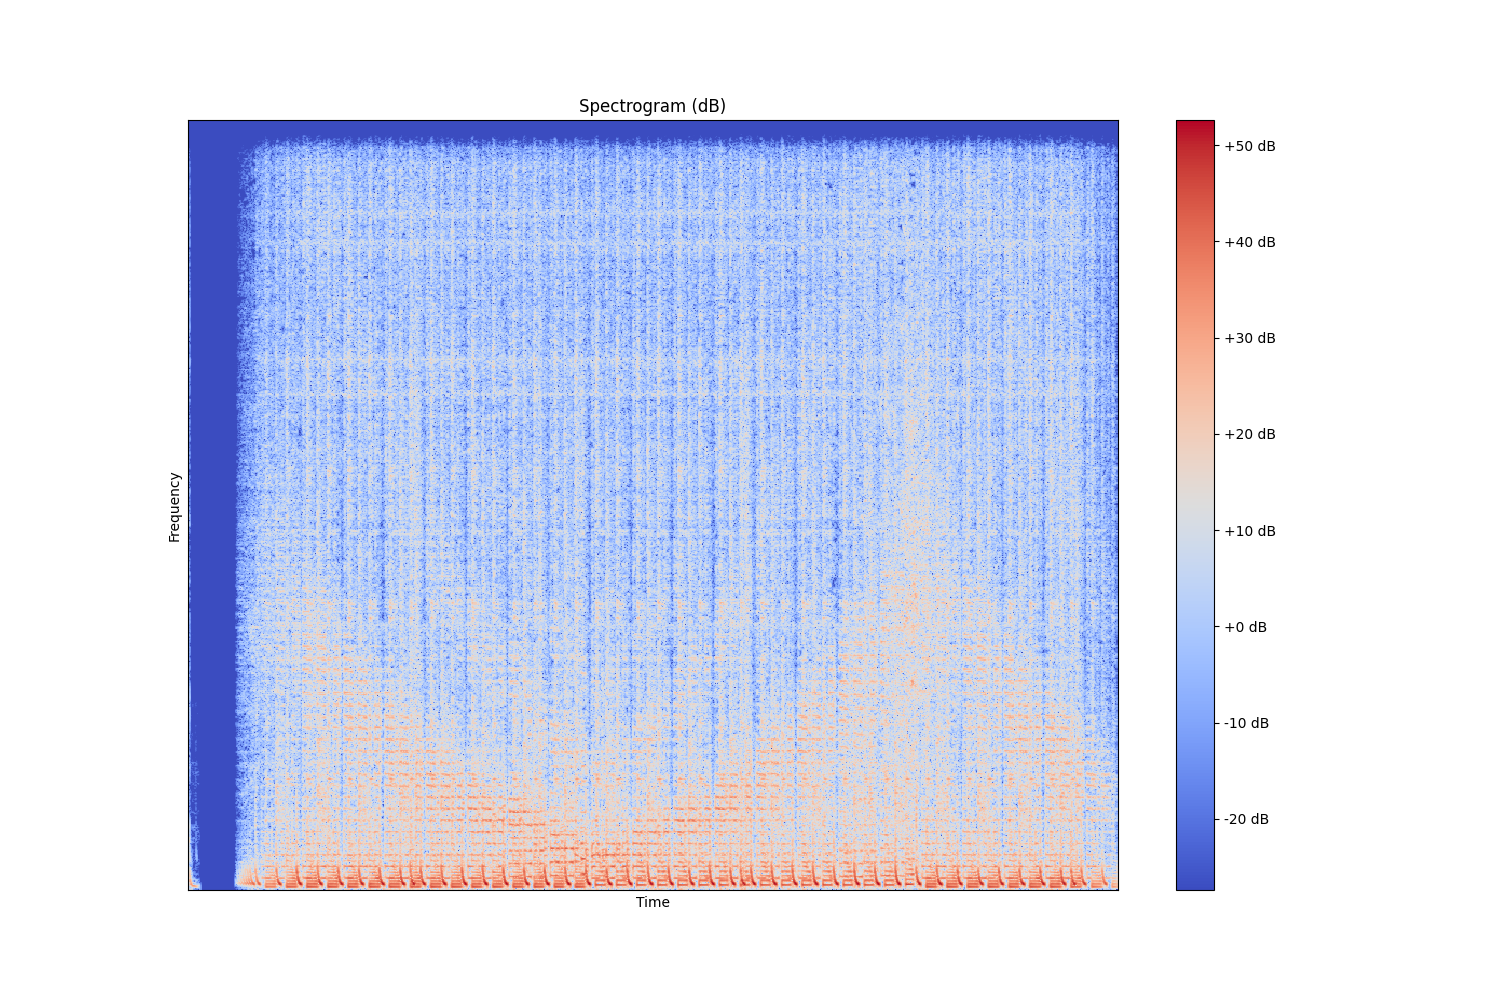 Spectrogram (dB)
+50 dB
+40 dB
+30 dB
+20 dB
+10 dB
+0 dB
-10 dB
-20 dB
Frequency
Time